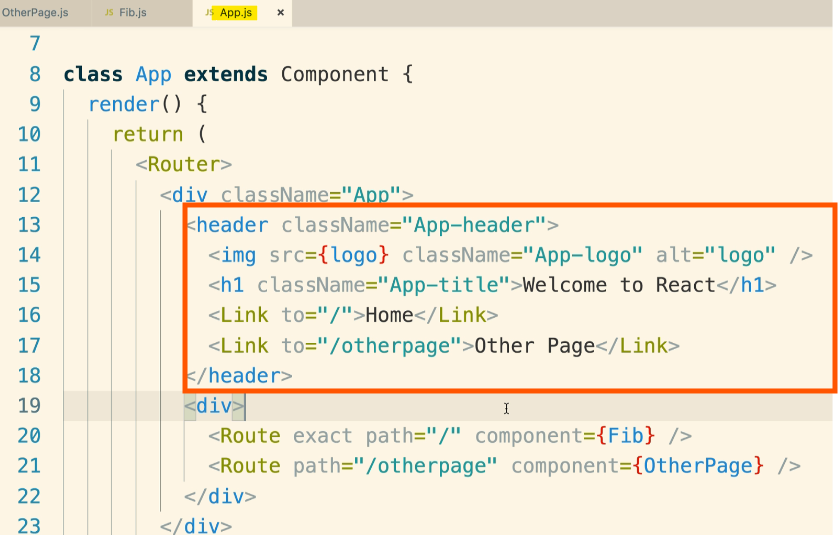 OtherPage.js
JS Fib.js
JS App.js ×
7
8 class App extends Component {
9 render() {
10 return (
11 <Router>
12 <div className="App">
13 <header className="App-header">
14 <img src={logo} className="App-logo" alt="logo" />
15 <h1 className="App-title">Welcome to React</h1>
16 <Link to="/">Home</Link>
17 <Link to="/otherpage">Other Page</Link>
18 </header>
19 <div>
20 <Route exact path="/" component={Fib} />
21 <Route path="/otherpage" component={OtherPage} />
22 </div>
23 </div>